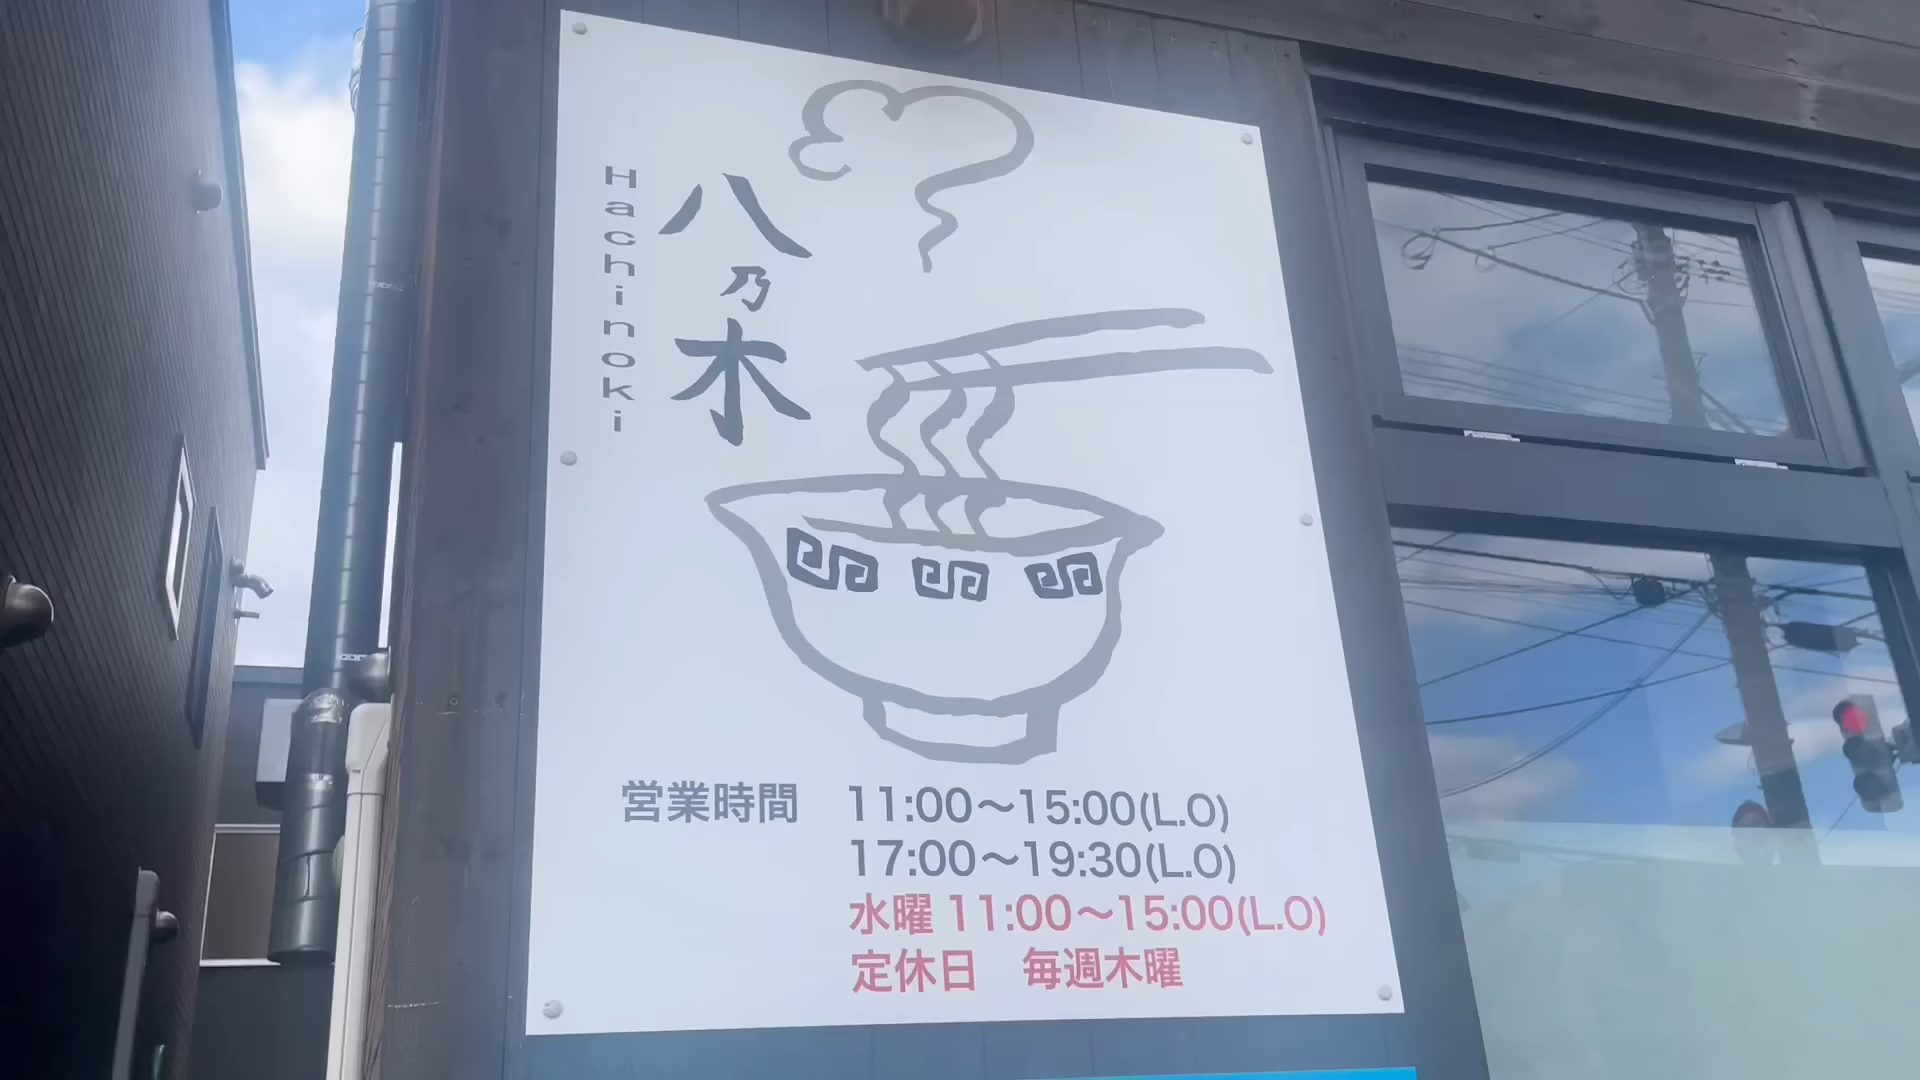 Hachinoki
八乃木
営業時間 11:00～15:00(L.O)
17:00～19:30(L.O)
水曜 11:00～15:00(L.O)
定休日 毎週木曜